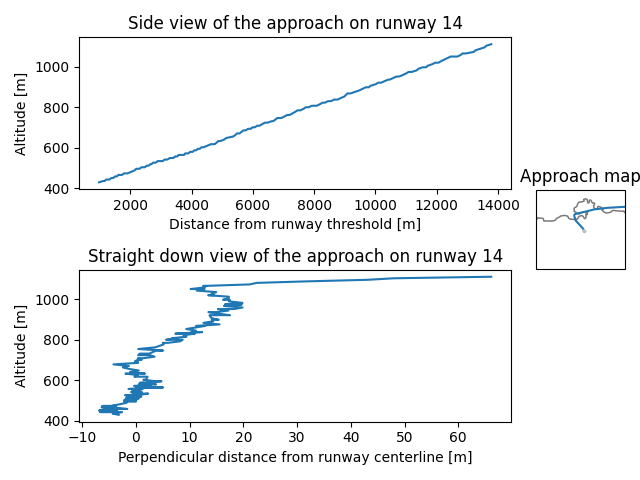 Side view of the approach on runway 14
Altitude [m]
1000
800
600
400
2000 4000 6000 8000 10000 12000 14000
Distance from runway threshold [m]
Approach map
Straight down view of the approach on runway 14
Altitude [m]
1000
800
600
400
−10 0 10 20 30 40 50 60
Perpendicular distance from runway centerline [m]